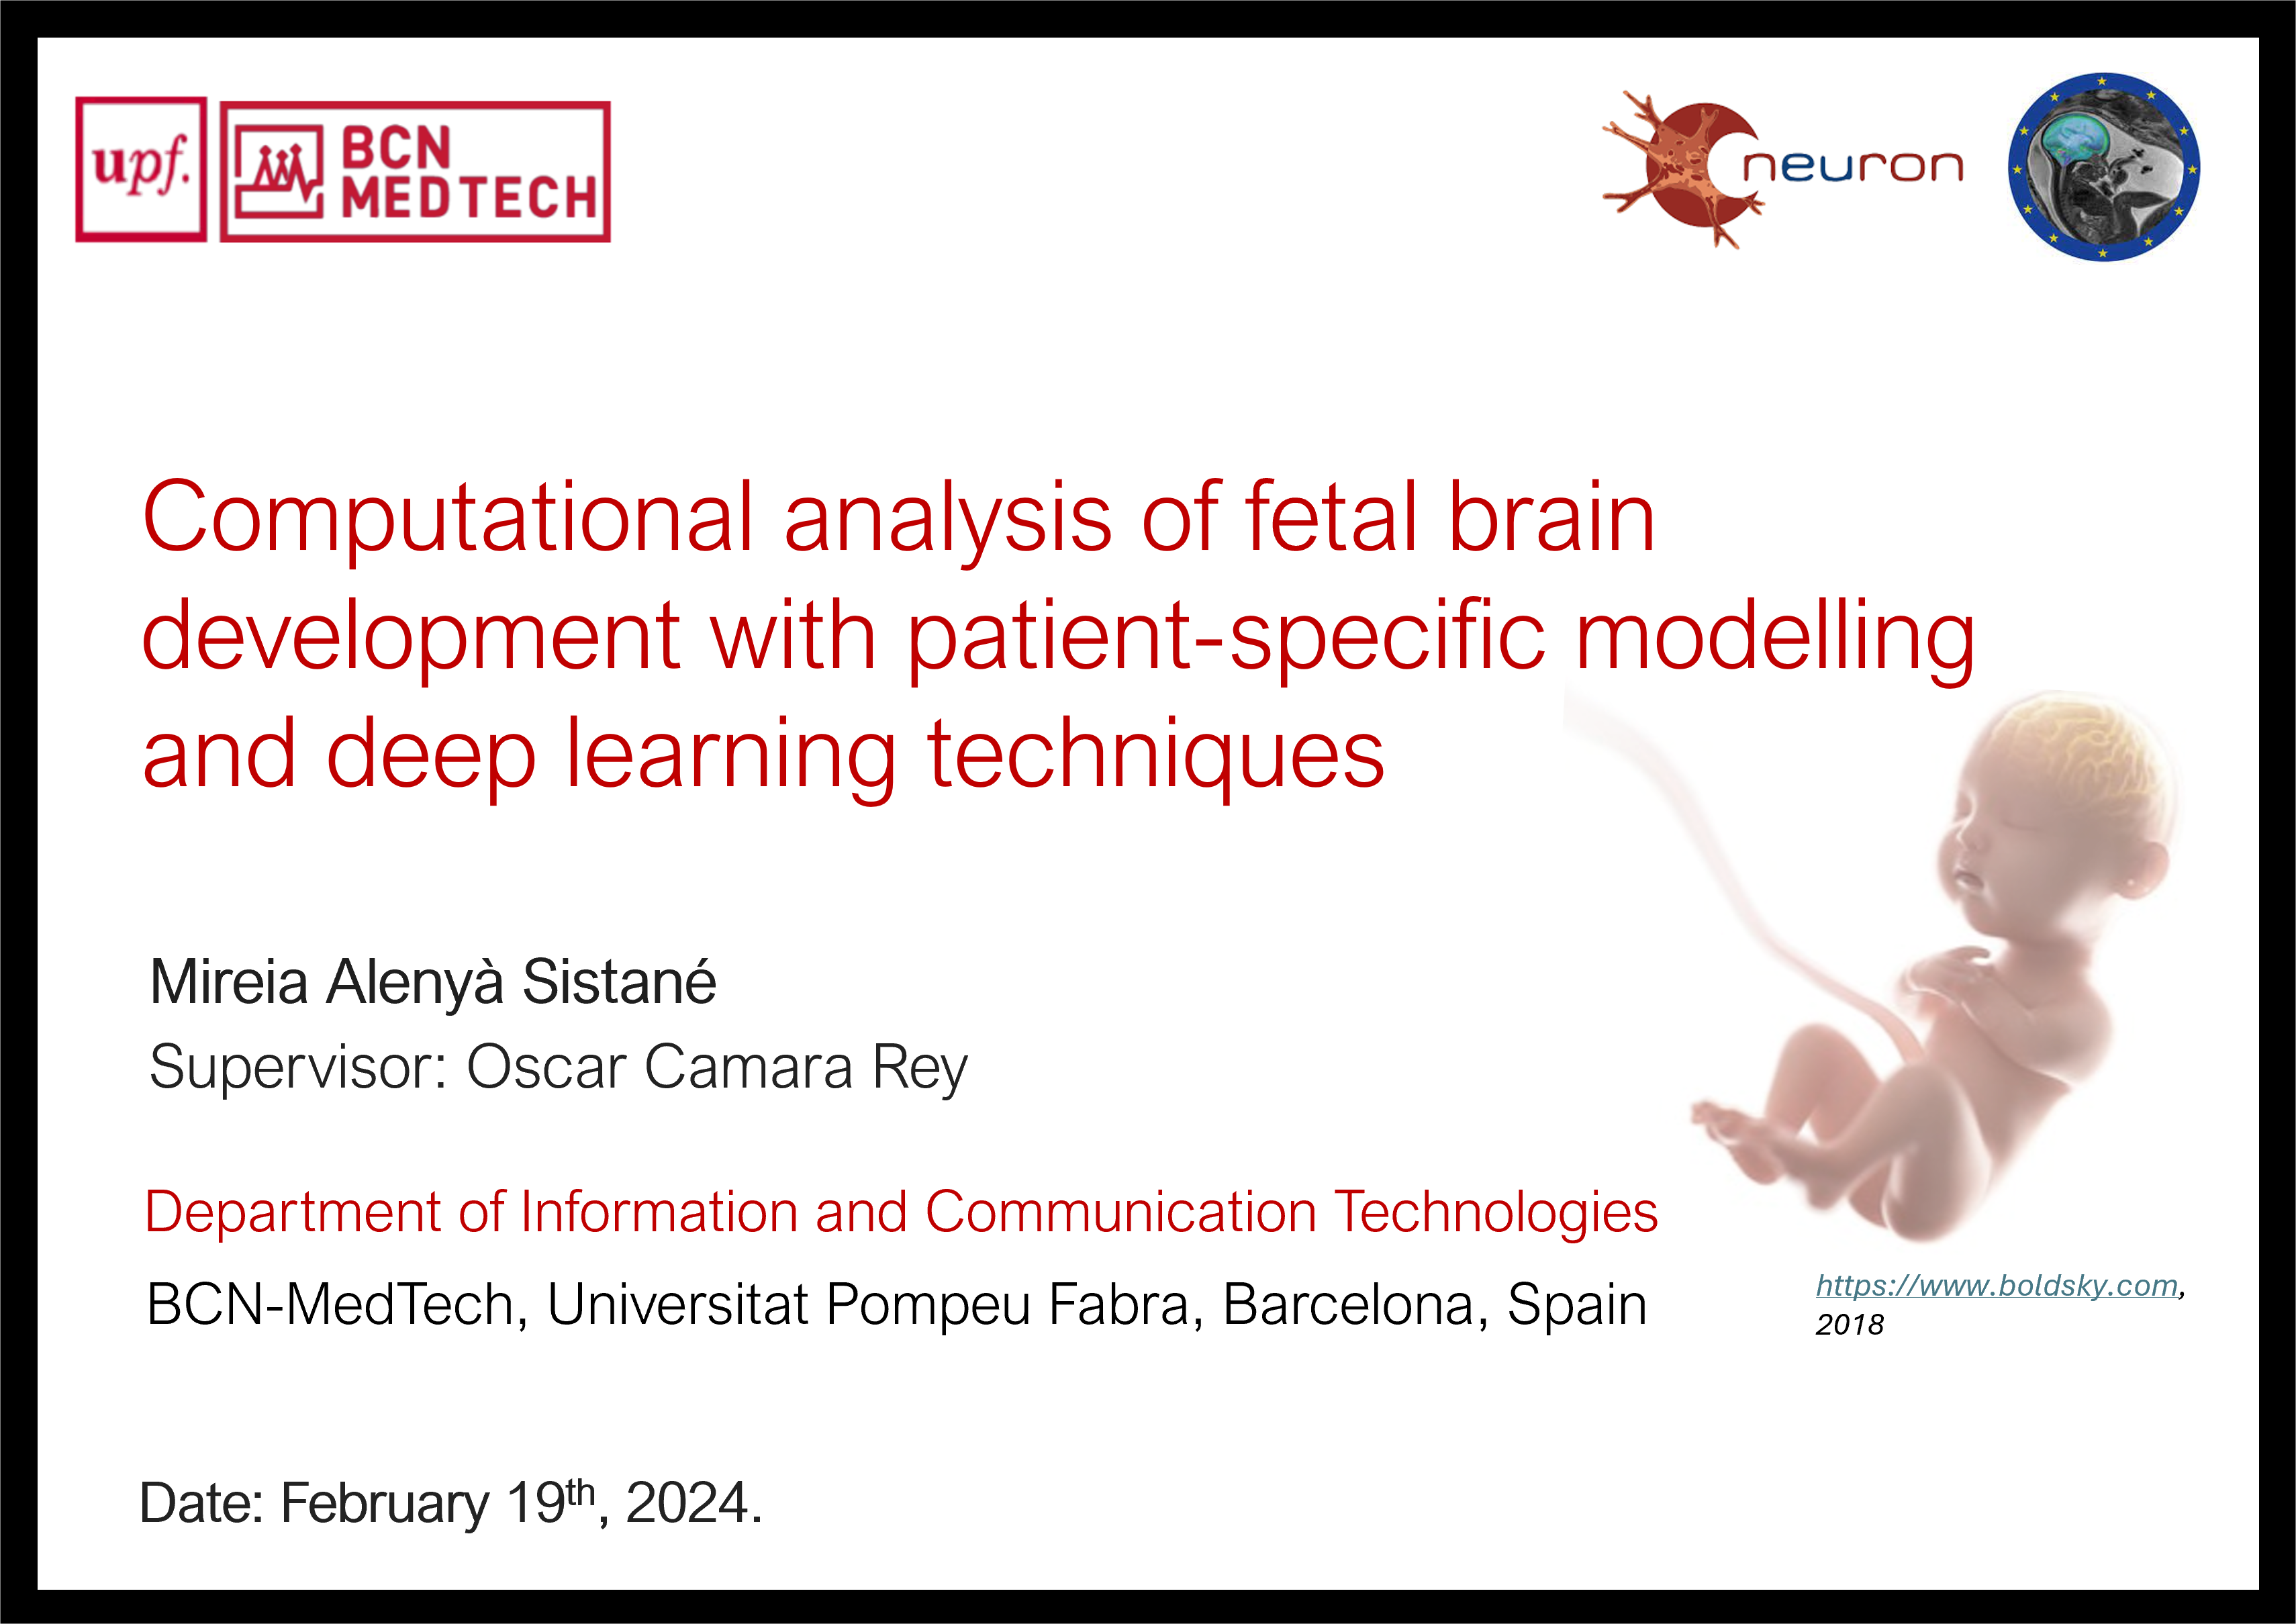 upf.
BCN
MEDTECH
neuron
Computational analysis of fetal brain
development with patient-specific modelling
and deep learning techniques
Mireia Alenyà Sistané
Supervisor: Oscar Camara Rey
Department of Information and Communication Technologies
BCN-MedTech, Universitat Pompeu Fabra, Barcelona, Spain
https://www.boldsky.com,
2018
Date: February 19th, 2024.